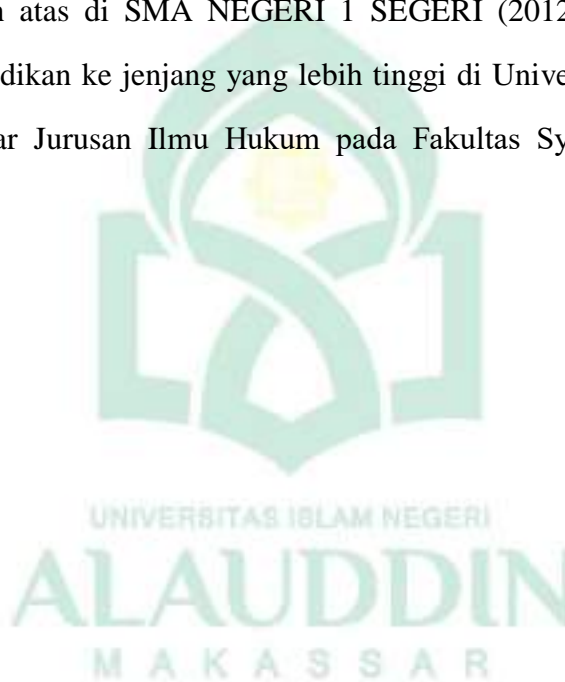 atas di SMA NEGERI 1 SEGERI (2012
dikan ke jenjang yang lebih tinggi di Unive
ar Jurusan Ilmu Hukum pada Fakultas Sy
UNIVERSITAS ISLAM NEGERI
ALAUDDIN
MAKASSAR